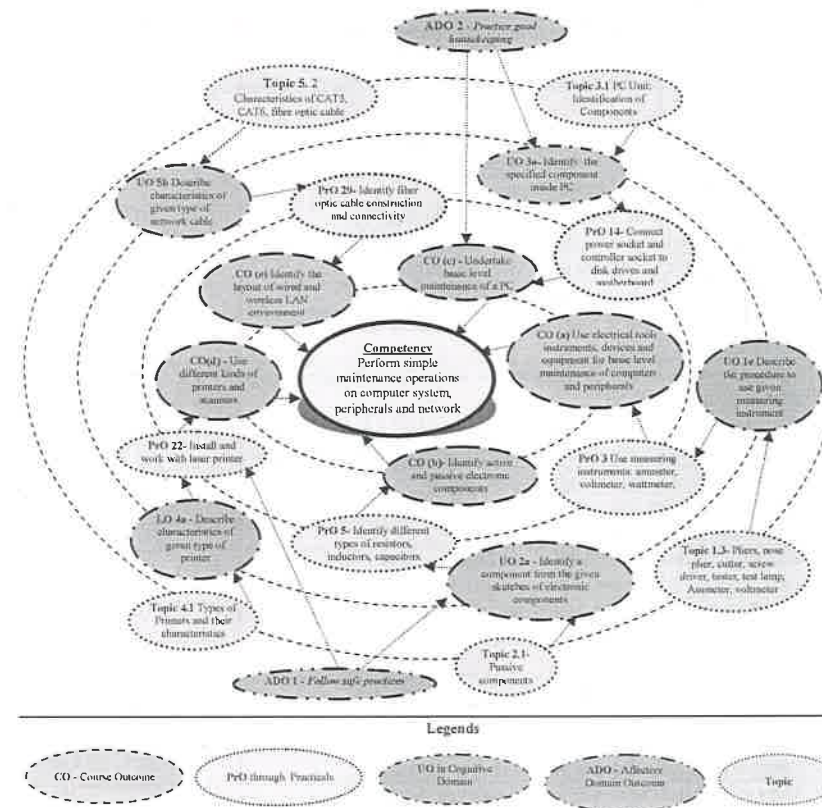 ADO 2 - Practice good
housekeeping
Topic 5. 2
Characteristics of CAT5,
CAT6, fibre optic cable
Topic 3.1 PC Unit:
Identification of
Components
UO 5b Describe
characteristics of
given type of
network cable
PrO 29- Identify fiber
optic cable construction
and connectivity
UO 3a- Identify the
specified component
inside PC
PrO 14- Connect
power socket and
controller socket to
disk drives and
motherboard
CO (e) Identify the
layout of wired and
wireless LAN
environment
CO (c) - Undertake
basic level
maintenance of a PC
Competency
Perform simple
maintenance operations
on computer system,
peripherals and network
CO (a) Use electrical tools
instruments, devices and
equipment for basic level
maintenance of computers
and peripherals
UO 1e Describe
the procedure to
use given
measuring
instrument
CO(d) - Use
different kinds of
printers and
scanners
PrO 22- Install and
work with laser printer
CO (b)- Identify active
and passive electronic
components
PrO 3 Use measuring
instruments: ammeter,
voltmeter, wattmeter,
4a - Describe
characteristics of
given type of
printer
PrO 5- Identify different
types of resistors,
inductors, capacitors
UO 2a - Identify a
component from the given
sketches of electronic
components
Topic 1.3- Pliers, nose
plier, cutter, screw
driver, tester, test lamp,
Ammeter, voltmeter
Topic 4.1 Types of
Printers and their
characteristics
Topic 2.1-
Passive
components
ADO 1 - Follow safe practices
Legends
CO - Course Outcome
PrO through Practicals
UO in Cognitive
Domain
ADO - Affective
Domain Outcome
Topic